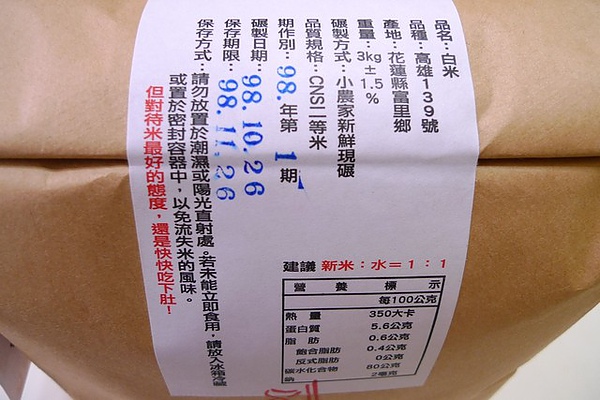 品名：白米
品種：高雄139號
產地：花蓮縣富里鄉
重量：3kg±1.5%
碾製方式：小農家新鮮現碾
品質規格：CNS二等米
期作別：98.年第1期
碾製日期：98.10.26
保存期限：98.11.26
保存方式：請勿放置於潮濕或陽光直射處。若未能立即食用，請放入冰箱冷藏
或置於密封容器中，以免流失米的風味。
但對待米最好的態度，還是快快吃下肚！
建議 新米：水＝1：1
營養標示
每100公克
熱量 350大卡
蛋白質 5.6公克
脂肪 0.6公克
飽合脂肪 0.4公克
反式脂肪 0公克
碳水化合物 80公克
鈉 2毫克